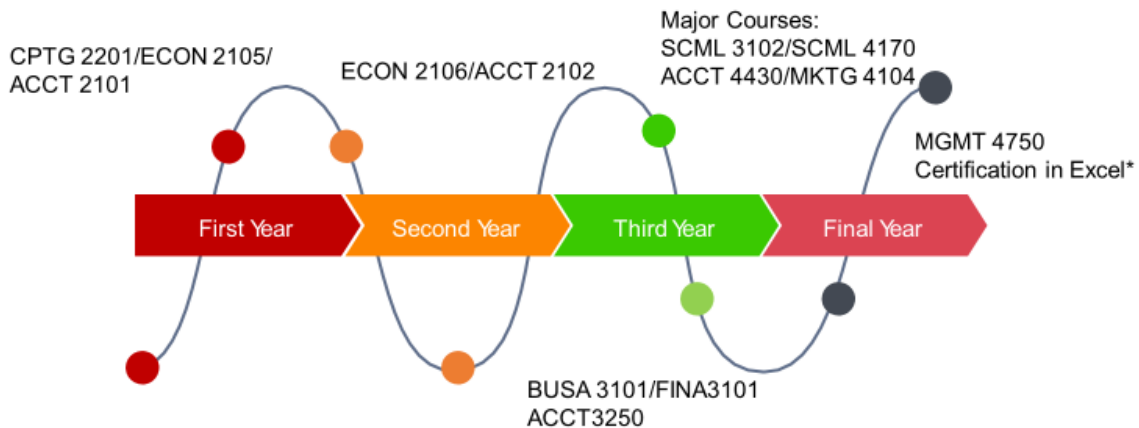 CPTG 2201/ECON 2105/
ACCT 2101
ECON 2106/ACCT 2102
Major Courses:
SCML 3102/SCML 4170
ACCT 4430/MKTG 4104
MGMT 4750
Certification in Excel*
First Year
Second Year
Third Year
Final Year
BUSA 3101/FINA3101
ACCT3250